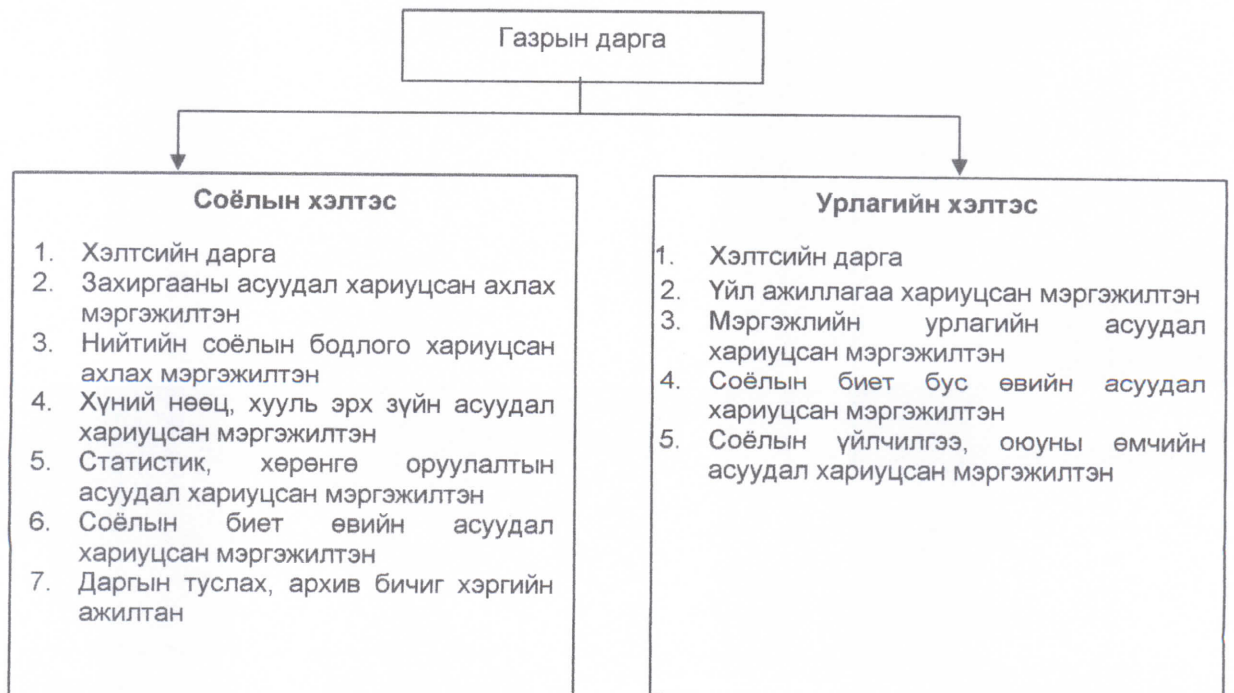 Газрын дарга
Соёлын хэлтэс
1. Хэлтсийн дарга
2. Захиргааны асуудал хариуцсан ахлах
мэргэжилтэн
3. Нийтийн соёлын бодлого хариуцсан
ахлах мэргэжилтэн
4. Хүний нөөц, хууль эрх зүйн асуудал
хариуцсан мэргэжилтэн
5. Статистик, хөрөнгө оруулалтын
асуудал хариуцсан мэргэжилтэн
6. Соёлын биет өвийн асуудал
хариуцсан мэргэжилтэн
7. Даргын туслах, архив бичиг хэргийн
ажилтан
Урлагийн хэлтэс
1. Хэлтсийн дарга
2. Үйл ажиллагаа хариуцсан мэргэжилтэн
3. Мэргэжлийн урлагийн асуудал
хариуцсан мэргэжилтэн
4. Соёлын биет бус өвийн асуудал
хариуцсан мэргэжилтэн
5. Соёлын үйлчилгээ, оюуны өмчийн
асуудал хариуцсан мэргэжилтэн